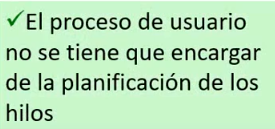 ✓El proceso de usuario
no se tiene que encargar
de la planificación de los
hilos